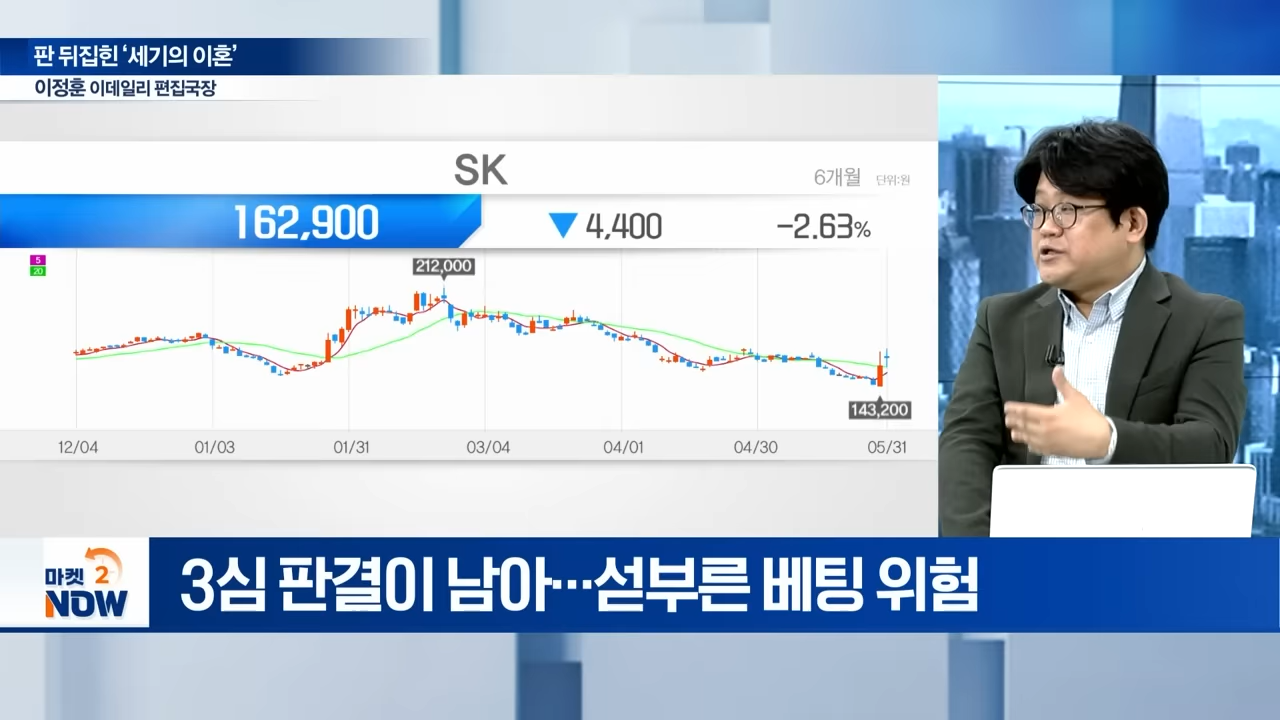 판 뒤집힌 ‘세기의 이혼’
이정훈 이데일리 편집국장
SK
6개월 단위:원
162,900 ▼ 4,400 -2.63%
5
20
212,000
143,200
12/04 01/03 01/31 03/04 04/01 04/30 05/31
마켓 2
NOW
3심 판결이 남아…섣부른 베팅 위험